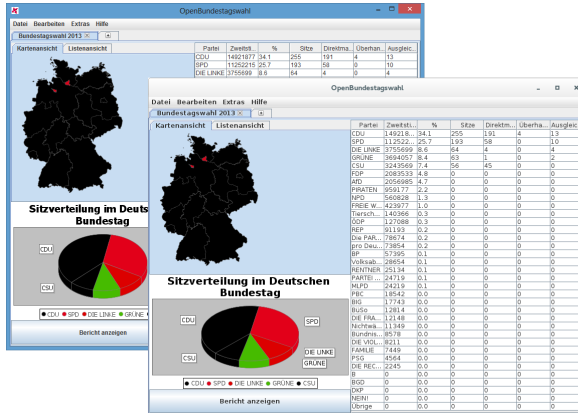 OpenBundestagswahl
Datei Bearbeiten Extras Hilfe
Bundestagswahl 2013
Kartenansicht Listenansicht
Partei Zweitsti... % Sitze Direktma... Überhan... Ausgleic...
CDU 14921877 34.1 255 191 4 13
SPD 11252215 25.7 193 58 0 10
DIE LINKE 3755699 8.6 64 4 0 4
Sitzverteilung im Deuts
Bundestag
CDU
CSU
CDU SPD DIE LINKE GRÜNE
Bericht anzeigen
OpenBundestagswahl
Datei Bearbeiten Extras Hilfe
Bundestagswahl 2013
Kartenansicht Listenansicht
Partei Zweitsti... % Sitze Direktm... Überha... Ausgleic
CDU 149218... 34.1 255 191 4 13
SPD 112522... 25.7 193 58 0 10
DIE LINKE 3755699 8.6 64 4 0 4
GRÜNE 3694057 8.4 63 1 0 2
CSU 3243569 7.4 56 45 0 0
FDP 2083533 4.8 0 0 0 0
AfD 2056985 4.7 0 0 0 0
PIRATEN 959177 2.2 0 0 0 0
NPD 560828 1.3 0 0 0 0
FREIE W... 423977 1.0 0 0 0 0
Tiersch... 140366 0.3 0 0 0 0
ÖDP 127088 0.3 0 0 0 0
REP 91193 0.2 0 0 0 0
Die PAR... 78674 0.2 0 0 0 0
pro Deu... 73854 0.2 0 0 0 0
BP 57395 0.1 0 0 0 0
Volksab... 28654 0.1 0 0 0 0
RENTNER 25134 0.1 0 0 0 0
PARTEI ... 24719 0.1 0 0 0 0
MLPD 24219 0.1 0 0 0 0
PBC 18542 0.0 0 0 0 0
BIG 17743 0.0 0 0 0 0
BüSo 12814 0.0 0 0 0 0
DIE FRA... 12148 0.0 0 0 0 0
Nichtwä... 11349 0.0 0 0 0 0
Bündnis... 8578 0.0 0 0 0 0
DIE VIOL... 8211 0.0 0 0 0 0
FAMILIE 7449 0.0 0 0 0 0
PSG 4564 0.0 0 0 0 0
DIE REC... 2245 0.0 0 0 0 0
B 0 0.0 0 0 0 0
BGD 0 0.0 0 0 0 0
DKP 0 0.0 0 0 0 0
NEIN! 0 0.0 0 0 0 0
Übrige 0 0.0 0 0 0 0
Sitzverteilung im Deutschen
Bundestag
CDU
SPD
DIE LINKE
CSU
GRÜNE
CDU SPD DIE LINKE GRÜNE CSU
Bericht anzeigen